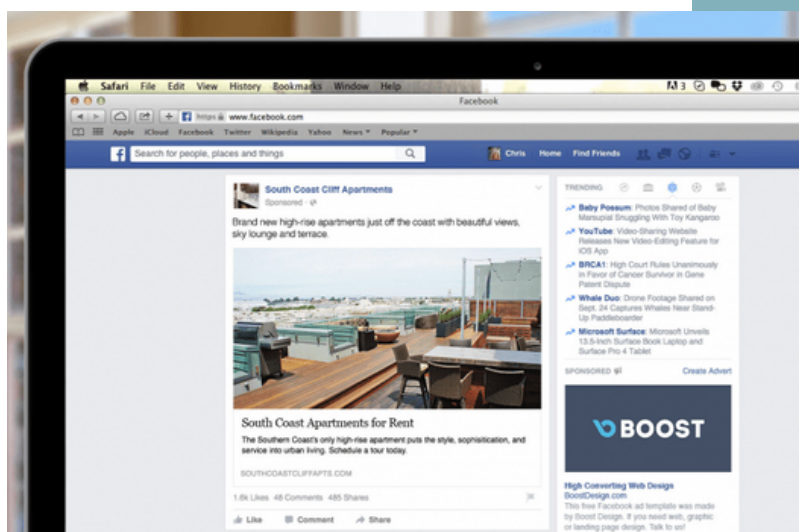 Safari File Edit View History Bookmarks Window Help
3
Facebook
https www.facebook.com
Apple iCloud Facebook Twitter Wikipedia Yahoo News Popular
f Search for people, places and things
Chris Home Find Friends
South Coast Cliff Apartments
Sponsored ·
Brand new high-rise apartments just off the coast with beautiful views,
sky lounge and terrace.
South Coast Apartments for Rent
The Southern Coast's only high-rise apartment puts the style, sophisitication, and
service into urban living. Schedule a tour today.
SOUTHCOASTCLIFFAPTS.COM
1.6k Likes 48 Comments 485 Shares
Like Comment Share
TRENDING
Baby Possum: Photos Shared of Baby
Marsupial Snuggling With Toy Kangaroo
YouTube: Video-Sharing Website
Releases New Video-Editing Feature for
iOS App
BRCA1: High Court Rules Unanimously
in Favor of Cancer Survivor in Gene
Patent Dispute
Whale Duo: Drone Footage Shared on
Sept. 24 Captures Whales Near Stand-
Up Paddleboarder
Microsoft Surface: Microsoft Unveils
13.5-Inch Surface Book Laptop and
Surface Pro 4 Tablet
SPONSORED
Create Advert
BOOST
High Converting Web Design
BoostDesign.com
This free Facebook ad template was made
by Boost Design. If you need web, graphic
or landing page design. Talk to us!